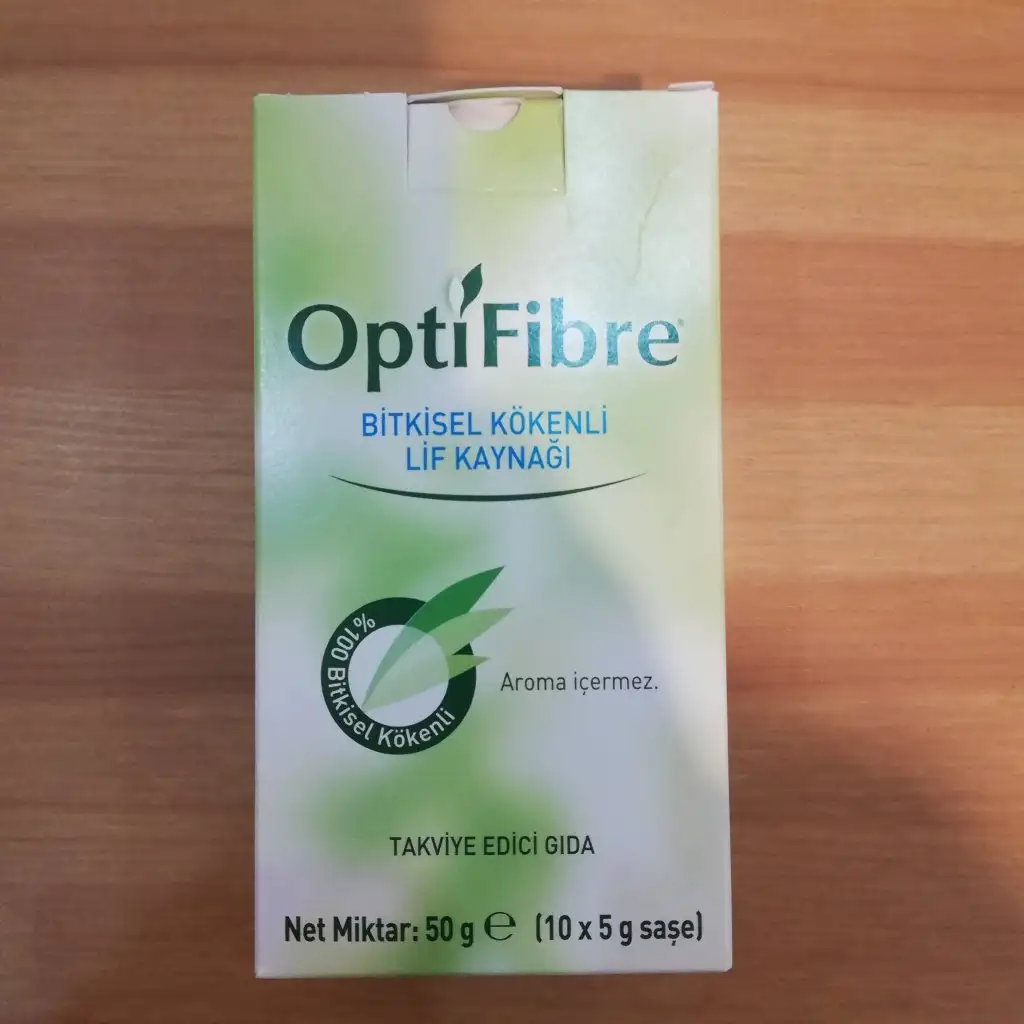 OptiFibre®
BİTKİSEL KÖKENLİ
LİF KAYNAĞI
%100 Bitkisel Kökenli
Aroma içermez.
TAKVİYE EDİCİ GIDA
Net Miktar: 50 g ℮ (10 x 5 g saşe)